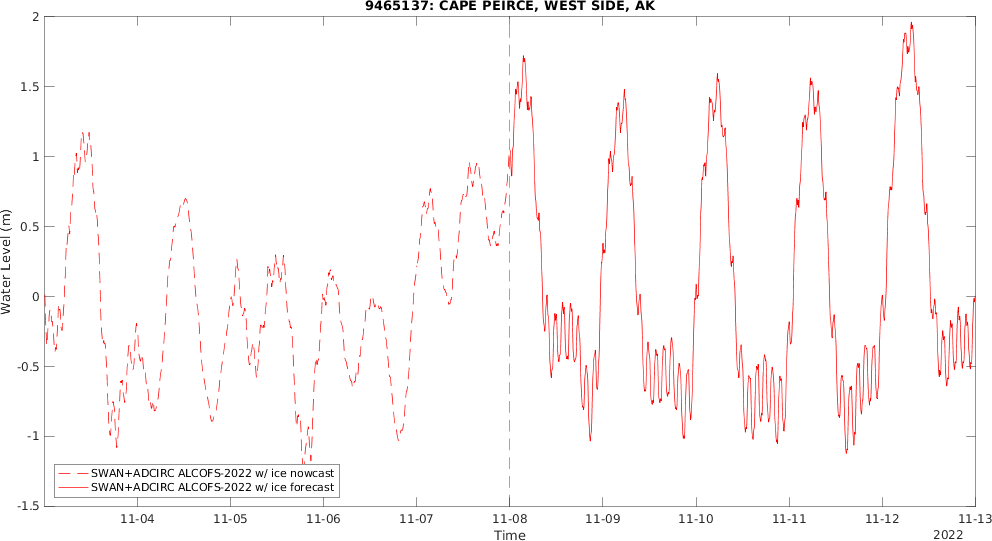 9465137: CAPE PEIRCE, WEST SIDE, AK
2
1.5
1
0.5
0
-0.5
-1
-1.5
Water Level (m)
SWAN+ADCIRC ALCOFS-2022 w/ ice nowcast
SWAN+ADCIRC ALCOFS-2022 w/ ice forecast
11-04 11-05 11-06 11-07 11-08 11-09 11-10 11-11 11-12 11-13
Time
2022